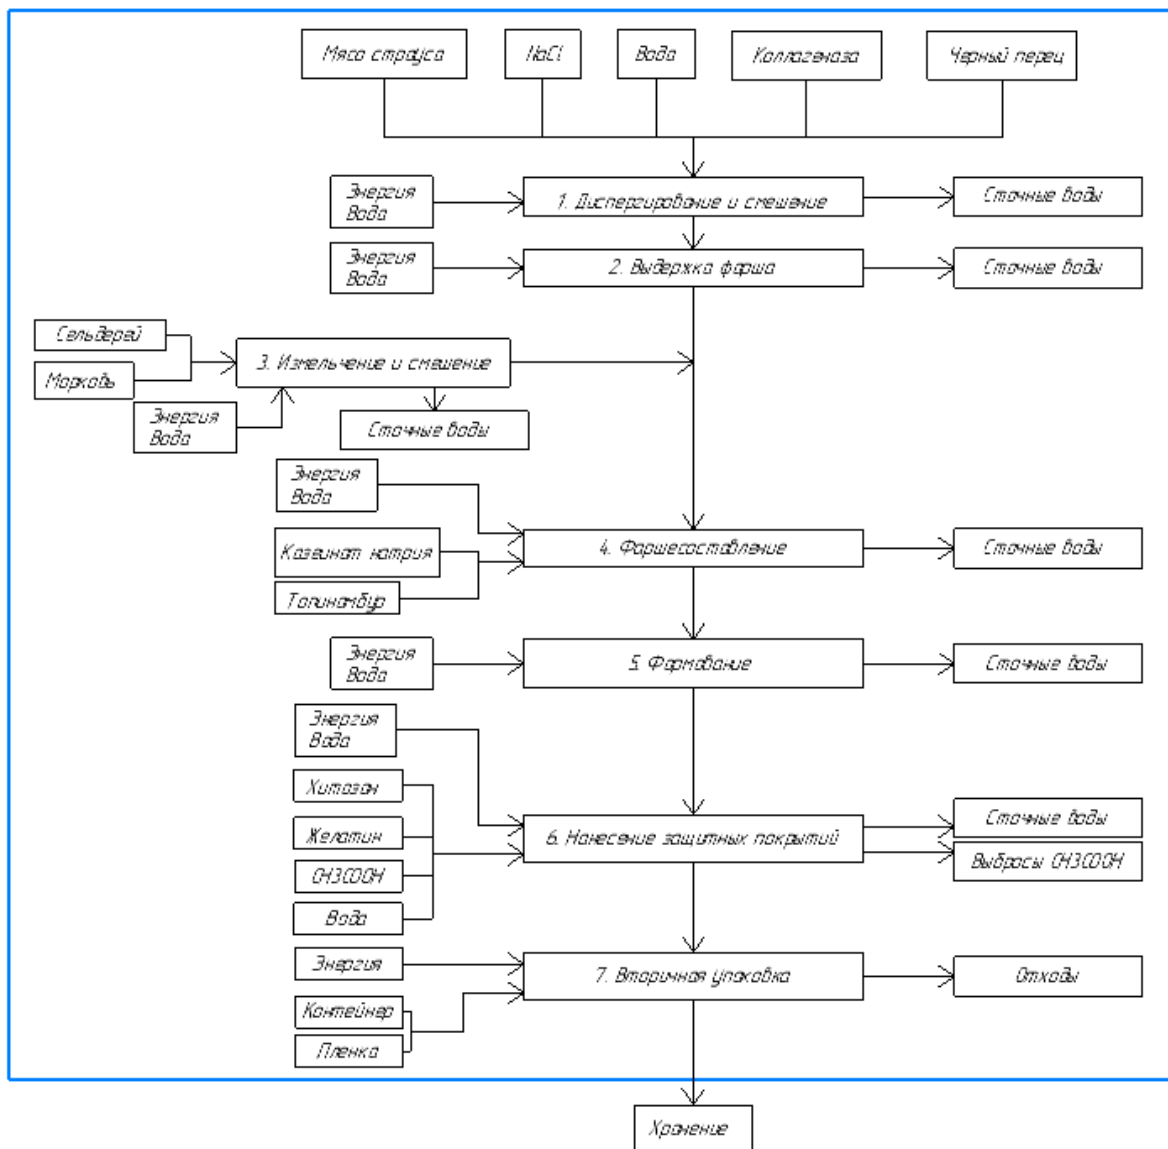 Мясо страуса
NaCl
Вода
Коллагеназа
Черный перец
Энергия
Вода
1. Диспергирование и смешение
Сточные воды
Энергия
Вода
2. Выдержка фарша
Сточные воды
Сельдерей
Морковь
3. Измельчение и смешение
Энергия
Вода
Сточные воды
Энергия
Вода
Казеинат натрия
Топинамбур
4. Фаршесоставление
Сточные воды
Энергия
Вода
5. Формование
Сточные воды
Энергия
Вода
Хитозан
Желатин
CH3COOH
Вода
6. Нанесение защитных покрытий
Сточные воды
Выбросы CH3COOH
Энергия
Контейнер
Пленка
7. Вторичная упаковка
Отходы
Хранение